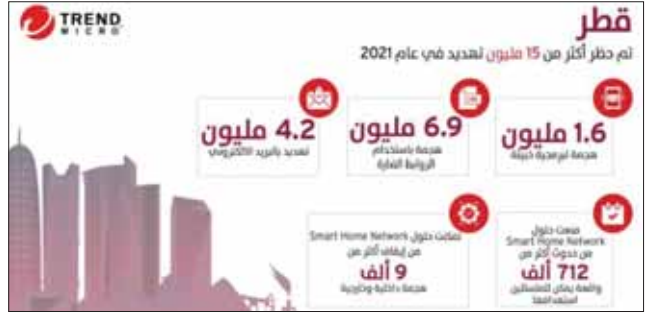 TREND
MICRO
قطر
تم حظر أكثر من 15 مليون تهديد في عام 2021
1.6 مليون
هجمة لبرمجية خبيثة
6.9 مليون
هجمة باستخدام
الروابط الضارة
4.2 مليون
تهديد بالبريد الالكتروني
منعت حلول
Smart Home Network
من حدوث أكثر من
712 ألف
واقعة يمكن للمتسللين
استخدامها
تمكنت حلول Smart Home Network
من إيقاف أكثر من
9 ألف
هجمة داخلية وخارجية